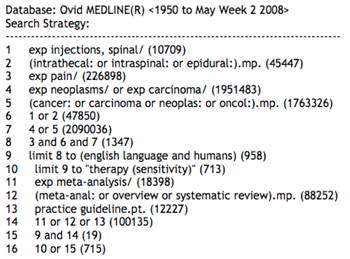 Database: Ovid MEDLINE(R) <1950 to May Week 2 2008>
Search Strategy:
--------------------------------------------------------------------------------
1 exp injections, spinal/ (10709)
2 (intrathecal: or intraspinal: or epidural:).mp. (45447)
3 exp pain/ (226898)
4 exp neoplasms/ or exp carcinoma/ (1951483)
5 (cancer: or carcinoma or neoplas: or oncol:).mp. (1763326)
6 1 or 2 (47850)
7 4 or 5 (2090036)
8 3 and 6 and 7 (1347)
9 limit 8 to (english language and humans) (958)
10 limit 9 to "therapy (sensitivity)" (713)
11 exp meta-analysis/ (18398)
12 (meta-anal: or overview or systematic review).mp. (88252)
13 practice guideline.pt. (12227)
14 11 or 12 or 13 (100135)
15 9 and 14 (19)
16 10 or 15 (715)